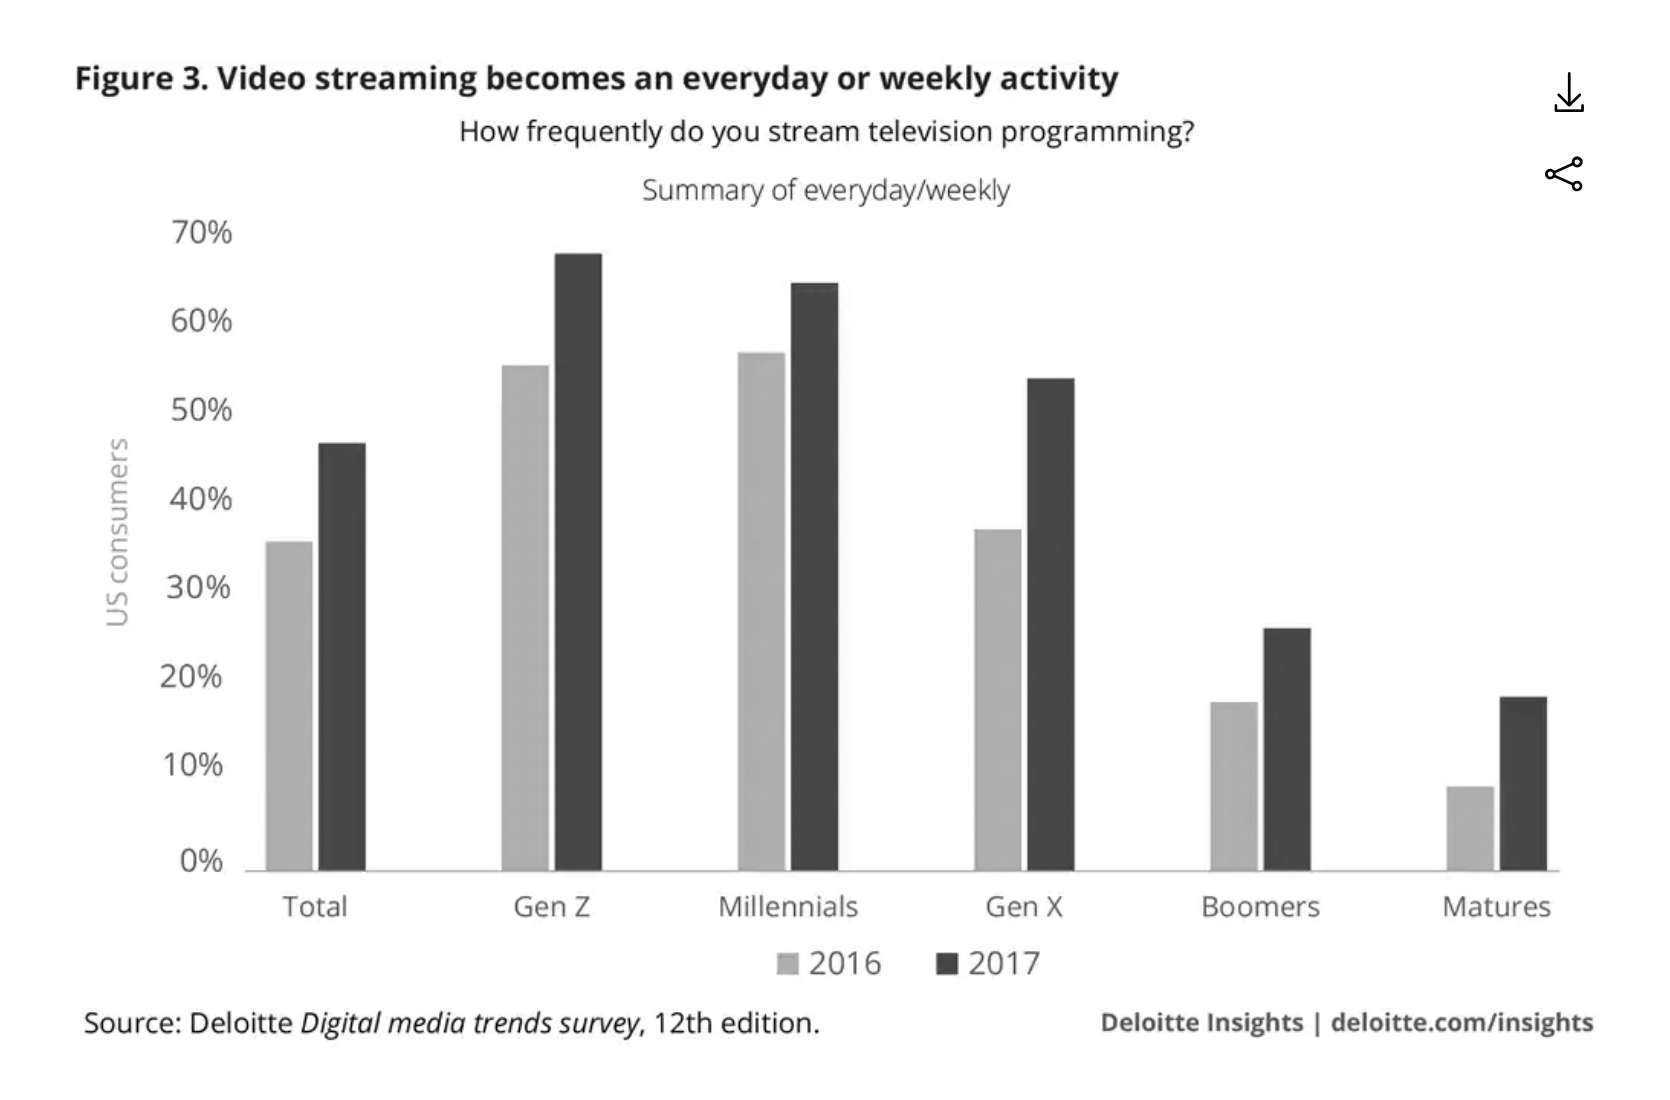 Figure 3. Video streaming becomes an everyday or weekly activity
How frequently do you stream television programming?
Summary of everyday/weekly
70%
60%
50%
40%
30%
20%
10%
0%
US consumers
Total Gen Z Millennials Gen X Boomers Matures
2016 2017
Source: Deloitte Digital media trends survey, 12th edition.
Deloitte Insights | deloitte.com/insights